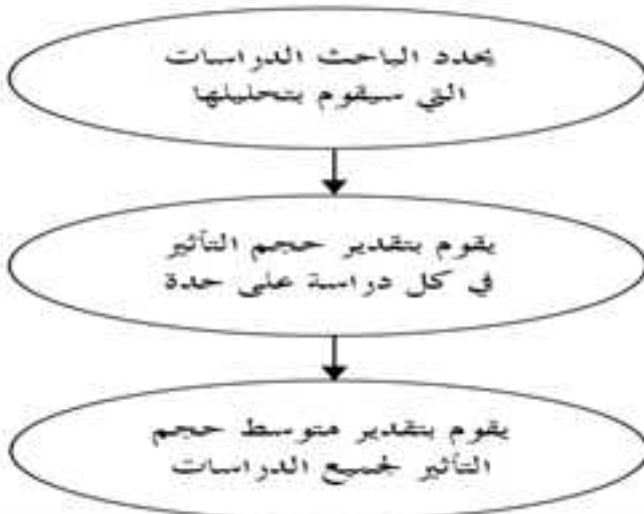 يحدد الباحث الدراسات
التي سيقوم بتحليلها
يقوم بتقدير حجم التأثير
في كل دراسة على حدة
يقوم بتقدير متوسط حجم
التأثير لجميع الدراسات